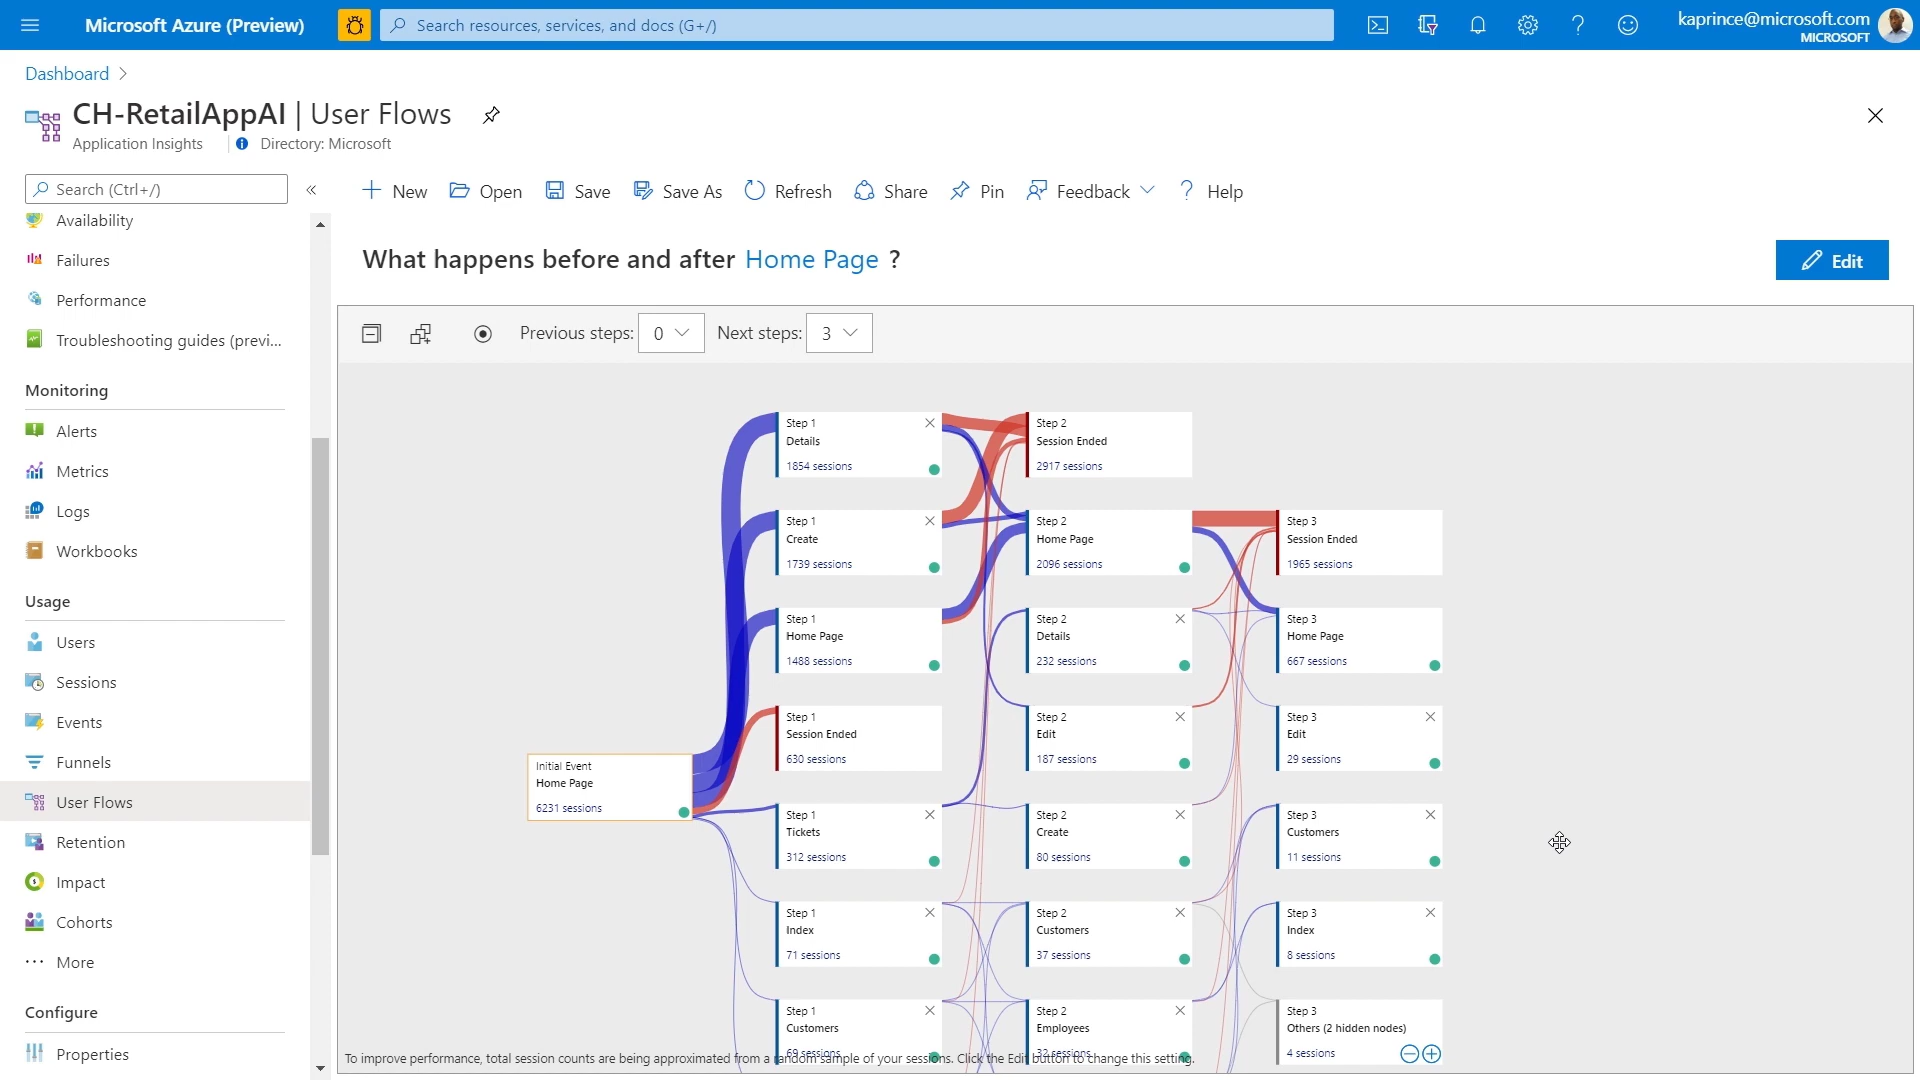 Microsoft Azure (Preview)
Search resources, services, and docs (G+/)
kaprince@microsoft.com
MICROSOFT
Dashboard
CH-RetailAppAI | User Flows
Application Insights
Directory: Microsoft
Search (Ctrl+/)
New
Open
Save
Save As
Refresh
Share
Pin
Feedback
Help
Availability
Failures
Performance
Troubleshooting guides (previ...
Monitoring
Alerts
Metrics
Logs
Workbooks
Usage
Users
Sessions
Events
Funnels
User Flows
Retention
Impact
Cohorts
More
Configure
Properties
What happens before and after Home Page ?
Edit
Previous steps: 0
Next steps: 3
Initial Event
Home Page
6231 sessions
Step 1
Details
1854 sessions
Step 1
Create
1739 sessions
Step 1
Home Page
1488 sessions
Step 1
Session Ended
630 sessions
Step 1
Tickets
312 sessions
Step 1
Index
71 sessions
Step 1
Customers
69 sessions
Step 2
Session Ended
2917 sessions
Step 2
Home Page
2096 sessions
Step 2
Details
232 sessions
Step 2
Edit
187 sessions
Step 2
Create
80 sessions
Step 2
Customers
37 sessions
Step 2
Employees
32 sessions
Step 3
Session Ended
1965 sessions
Step 3
Home Page
667 sessions
Step 3
Edit
29 sessions
Step 3
Customers
11 sessions
Step 3
Index
8 sessions
Step 3
Others (2 hidden nodes)
4 sessions
To improve performance, total session counts are being approximated from a random sample of your sessions. Click the Edit button to change this setting.